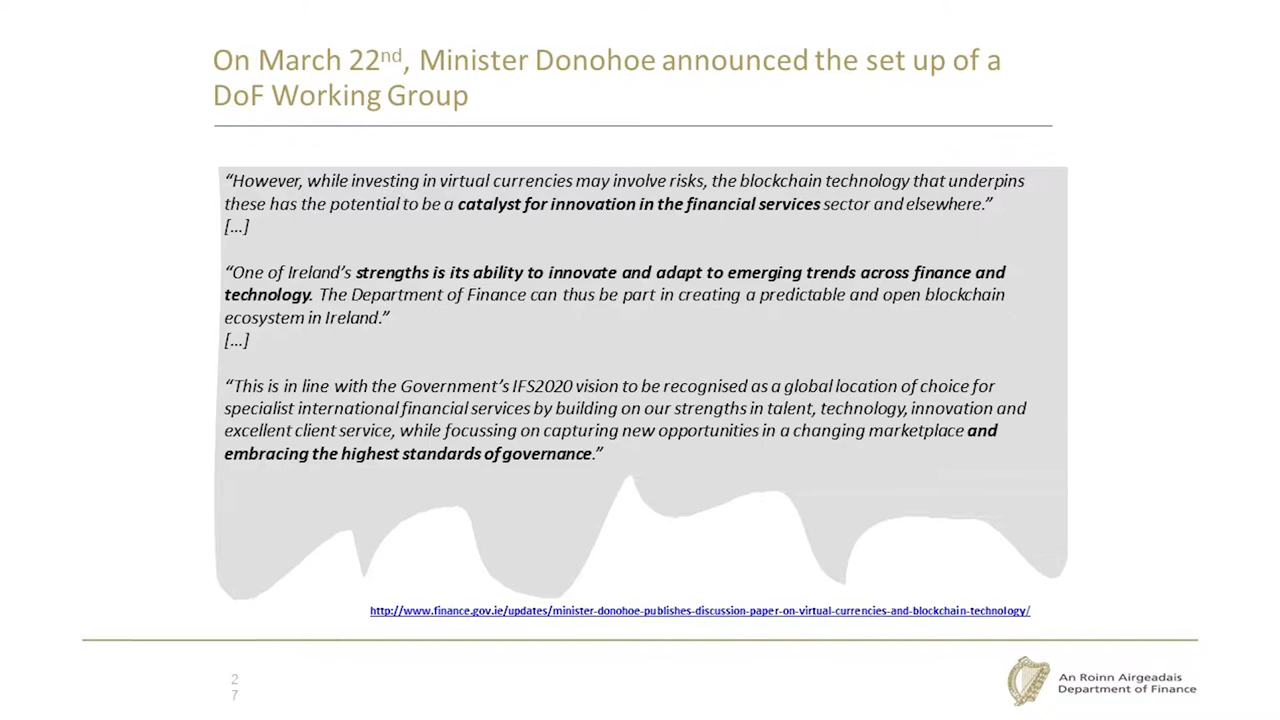 On March 22nd, Minister Donohoe announced the set up of a
DoF Working Group
“However, while investing in virtual currencies may involve risks, the blockchain technology that underpins
these has the potential to be a catalyst for innovation in the financial services sector and elsewhere.”
[…]
“One of Ireland’s strengths is its ability to innovate and adapt to emerging trends across finance and
technology. The Department of Finance can thus be part in creating a predictable and open blockchain
ecosystem in Ireland.”
[…]
“This is in line with the Government’s IFS2020 vision to be recognised as a global location of choice for
specialist international financial services by building on our strengths in talent, technology, innovation and
excellent client service, while focussing on capturing new opportunities in a changing marketplace and
embracing the highest standards of governance.”
http://www.finance.gov.ie/updates/minister-donohoe-publishes-discussion-paper-on-virtual-currencies-and-blockchain-technology/
2
7
An Roinn Airgeadais
Department of Finance